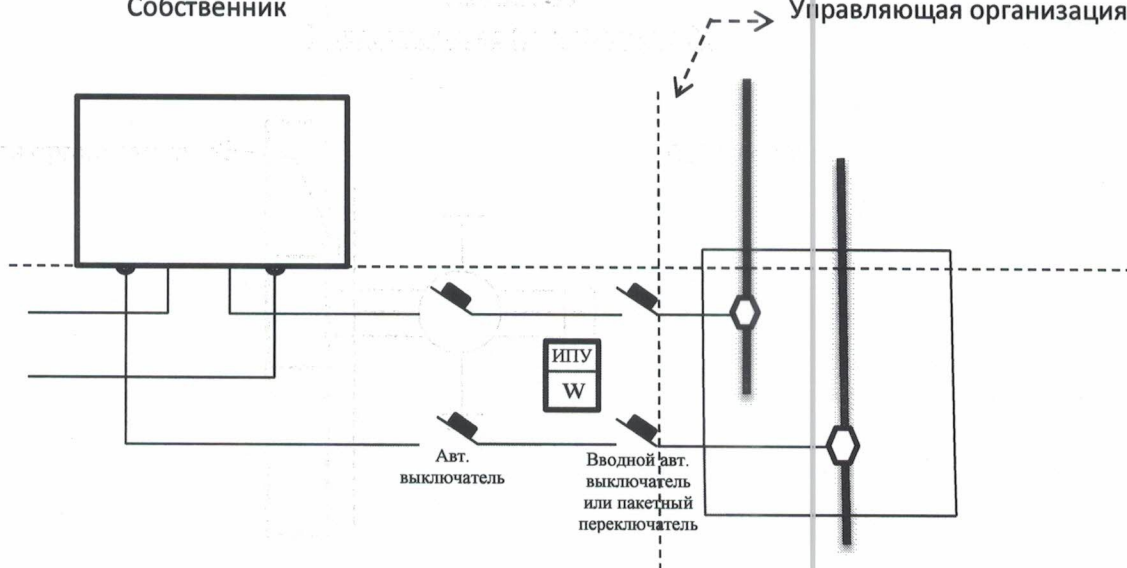 Собственник
Управляющая организация
ИПУ
W
Авт.
выключатель
Вводной авт.
выключатель
или пакетный
переключатель